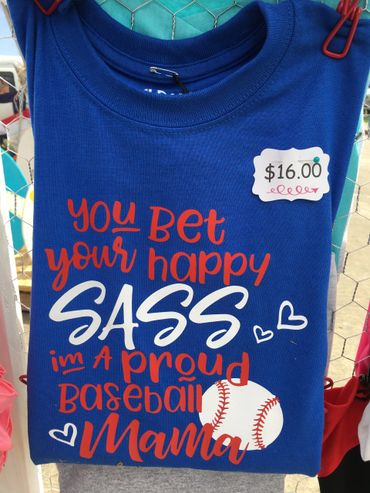 $16.00
you Bet
your happy
SASS
im A proud
Baseball
Mama